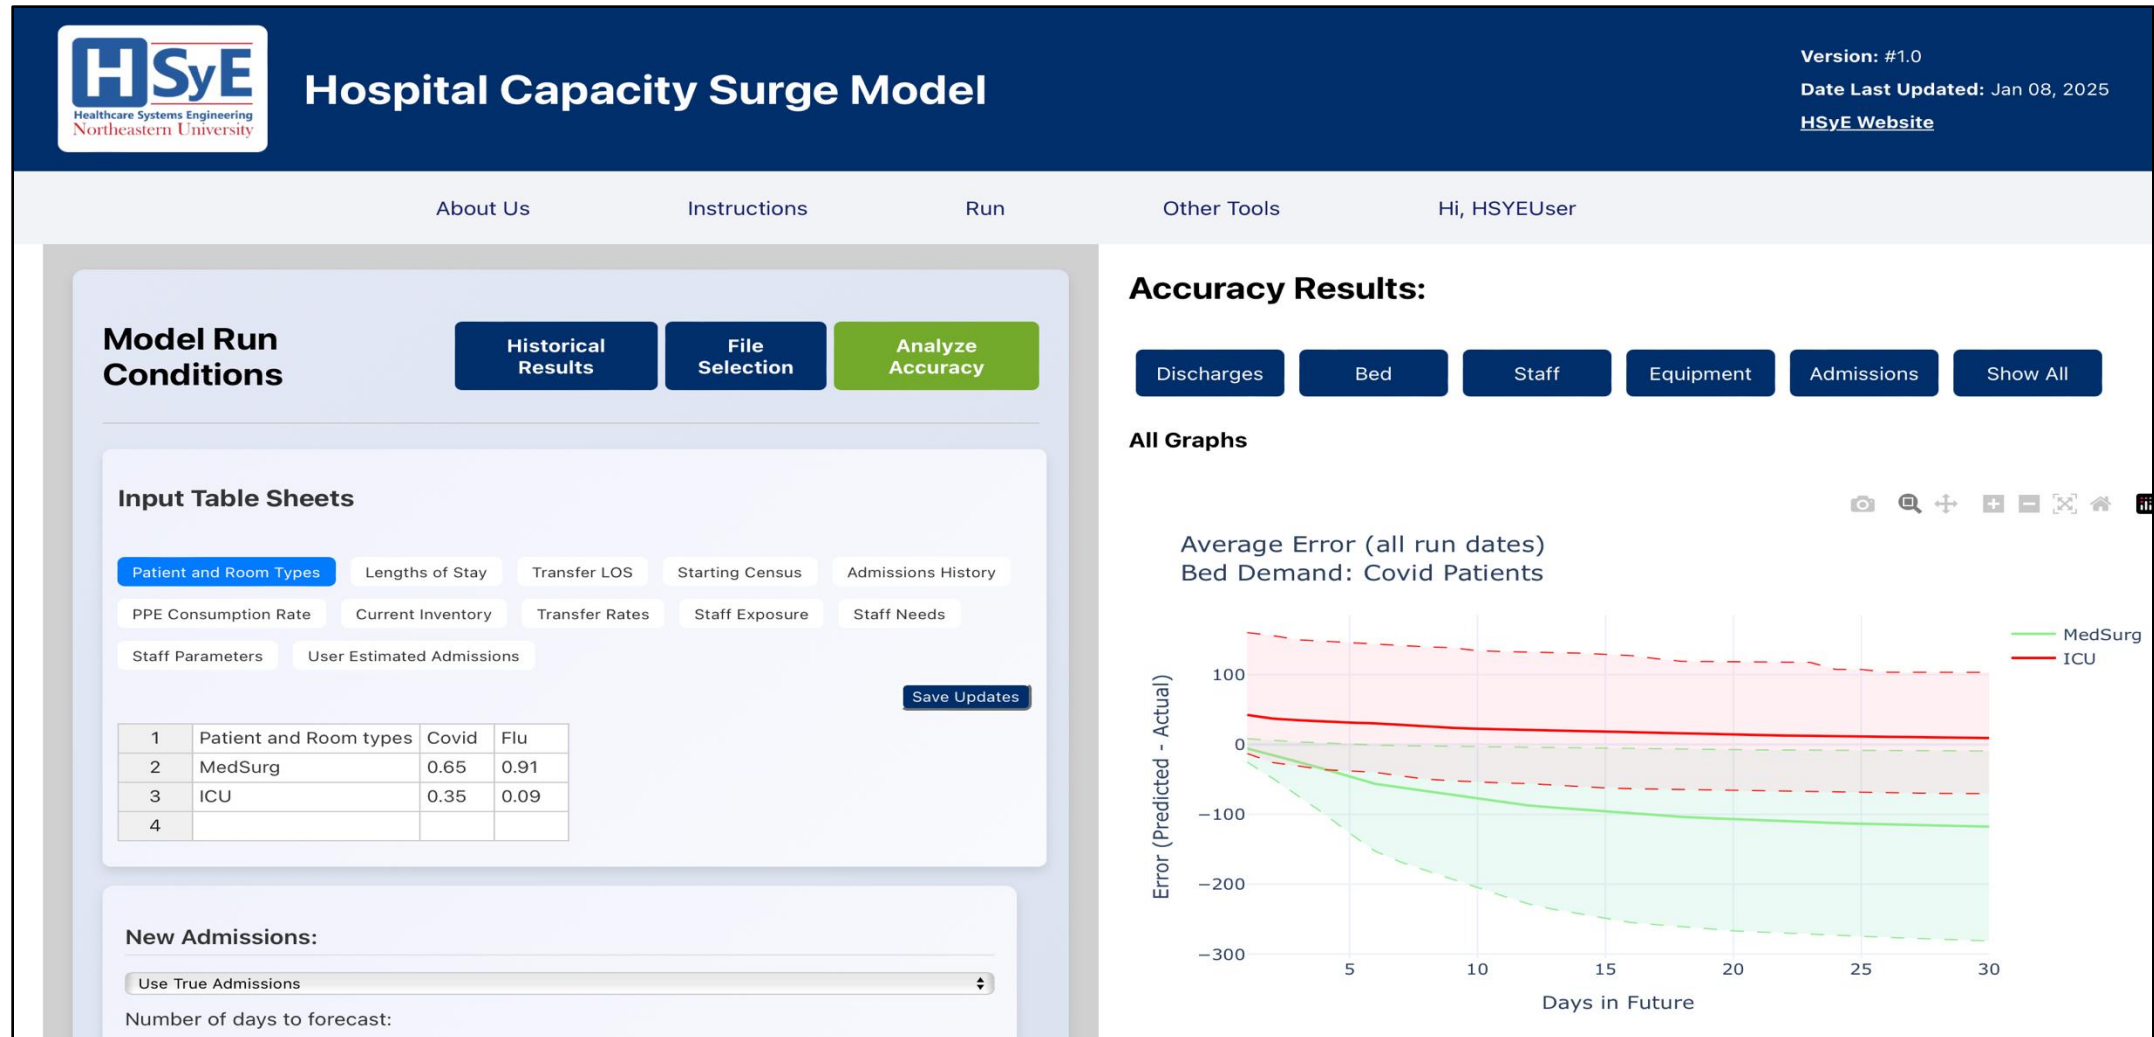 HSyE
Healthcare Systems Engineering
Northeastern University
Hospital Capacity Surge Model
Version: #1.0
Date Last Updated: Jan 08, 2025
HSyE Website
About Us
Instructions
Run
Other Tools
Hi, HSYEUser
Model Run
Conditions
Historical
Results
File
Selection
Analyze
Accuracy
Input Table Sheets
Patient and Room Types
Lengths of Stay
Transfer LOS
Starting Census
Admissions History
PPE Consumption Rate
Current Inventory
Transfer Rates
Staff Exposure
Staff Needs
Staff Parameters
User Estimated Admissions
Save Updates
1 Patient and Room types Covid Flu
2 MedSurg 0.65 0.91
3 ICU 0.35 0.09
4
New Admissions:
Use True Admissions
Number of days to forecast:
Accuracy Results:
Discharges
Bed
Staff
Equipment
Admissions
Show All
All Graphs
Average Error (all run dates)
Bed Demand: Covid Patients
MedSurg
ICU
Error (Predicted - Actual)
100
0
−100
−200
−300
5 10 15 20 25 30
Days in Future